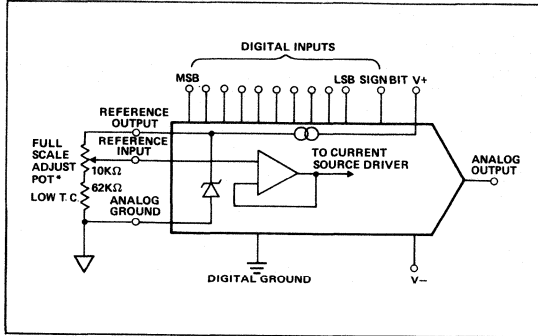 DIGITAL INPUTS
MSB
LSB SIGN BIT V+
REFERENCE
OUTPUT
REFERENCE
INPUT
FULL
SCALE
ADJUST
POT*
10KΩ
62KΩ
LOW T.C.
ANALOG
GROUND
TO CURRENT
SOURCE DRIVER
ANALOG
OUTPUT
DIGITAL GROUND
V–